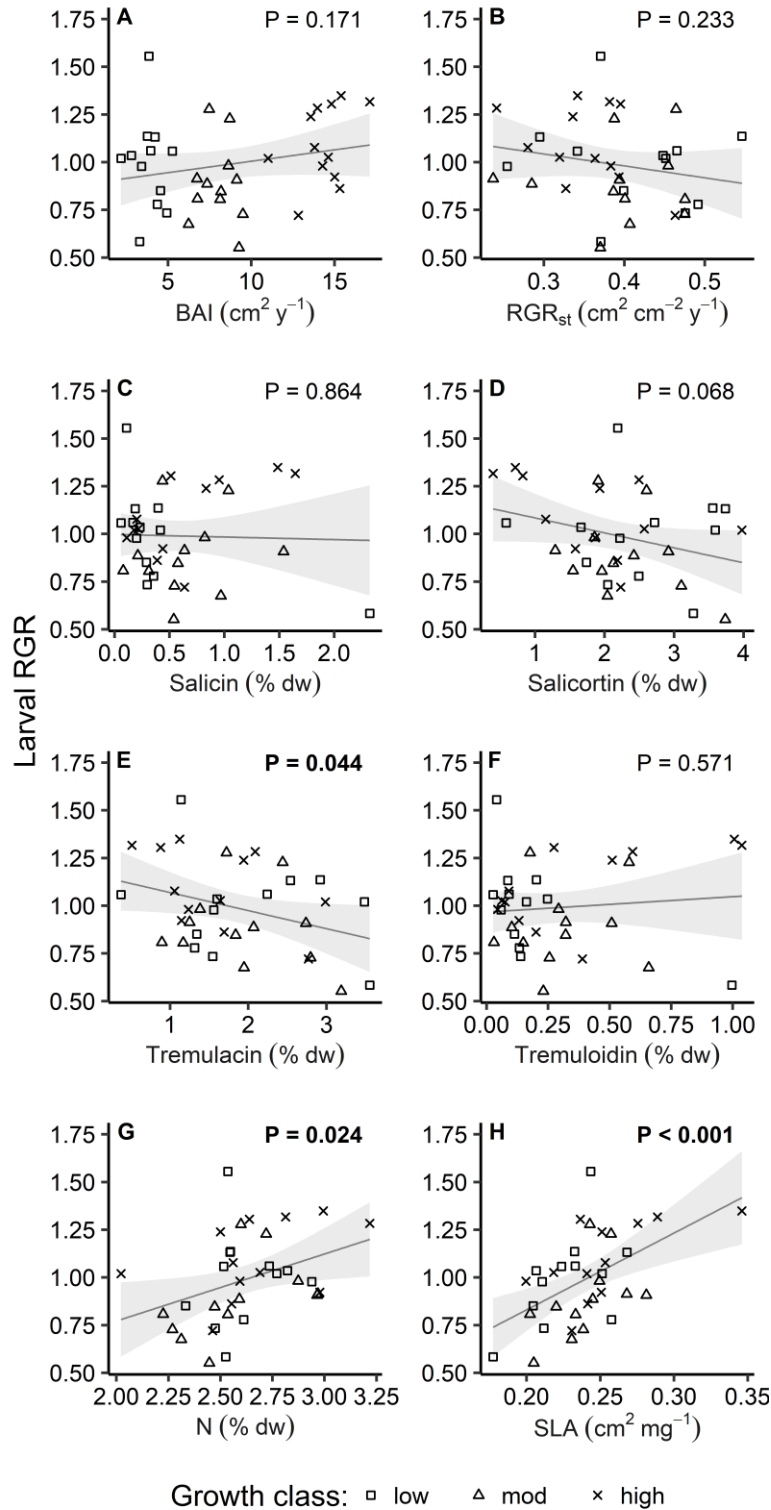 A P = 0.171
1.75
1.50
1.25
1.00
0.75
0.50
5 10 15
BAI (cm² y⁻¹)
B P = 0.233
1.75
1.50
1.25
1.00
0.75
0.50
0.3 0.4 0.5
RGRst (cm² cm⁻² y⁻¹)
C P = 0.864
1.75
1.50
1.25
1.00
0.75
0.50
0.0 0.5 1.0 1.5 2.0
Salicin (% dw)
D P = 0.068
1.75
1.50
1.25
1.00
0.75
0.50
1 2 3 4
Salicortin (% dw)
Larval RGR
E P = 0.044
1.75
1.50
1.25
1.00
0.75
0.50
1 2 3
Tremulacin (% dw)
F P = 0.571
1.75
1.50
1.25
1.00
0.75
0.50
0.00 0.25 0.50 0.75 1.00
Tremuloidin (% dw)
G P = 0.024
1.75
1.50
1.25
1.00
0.75
0.50
2.00 2.25 2.50 2.75 3.00 3.25
N (% dw)
H P < 0.001
1.75
1.50
1.25
1.00
0.75
0.50
0.20 0.25 0.30 0.35
SLA (cm² mg⁻¹)
Growth class: low mod high